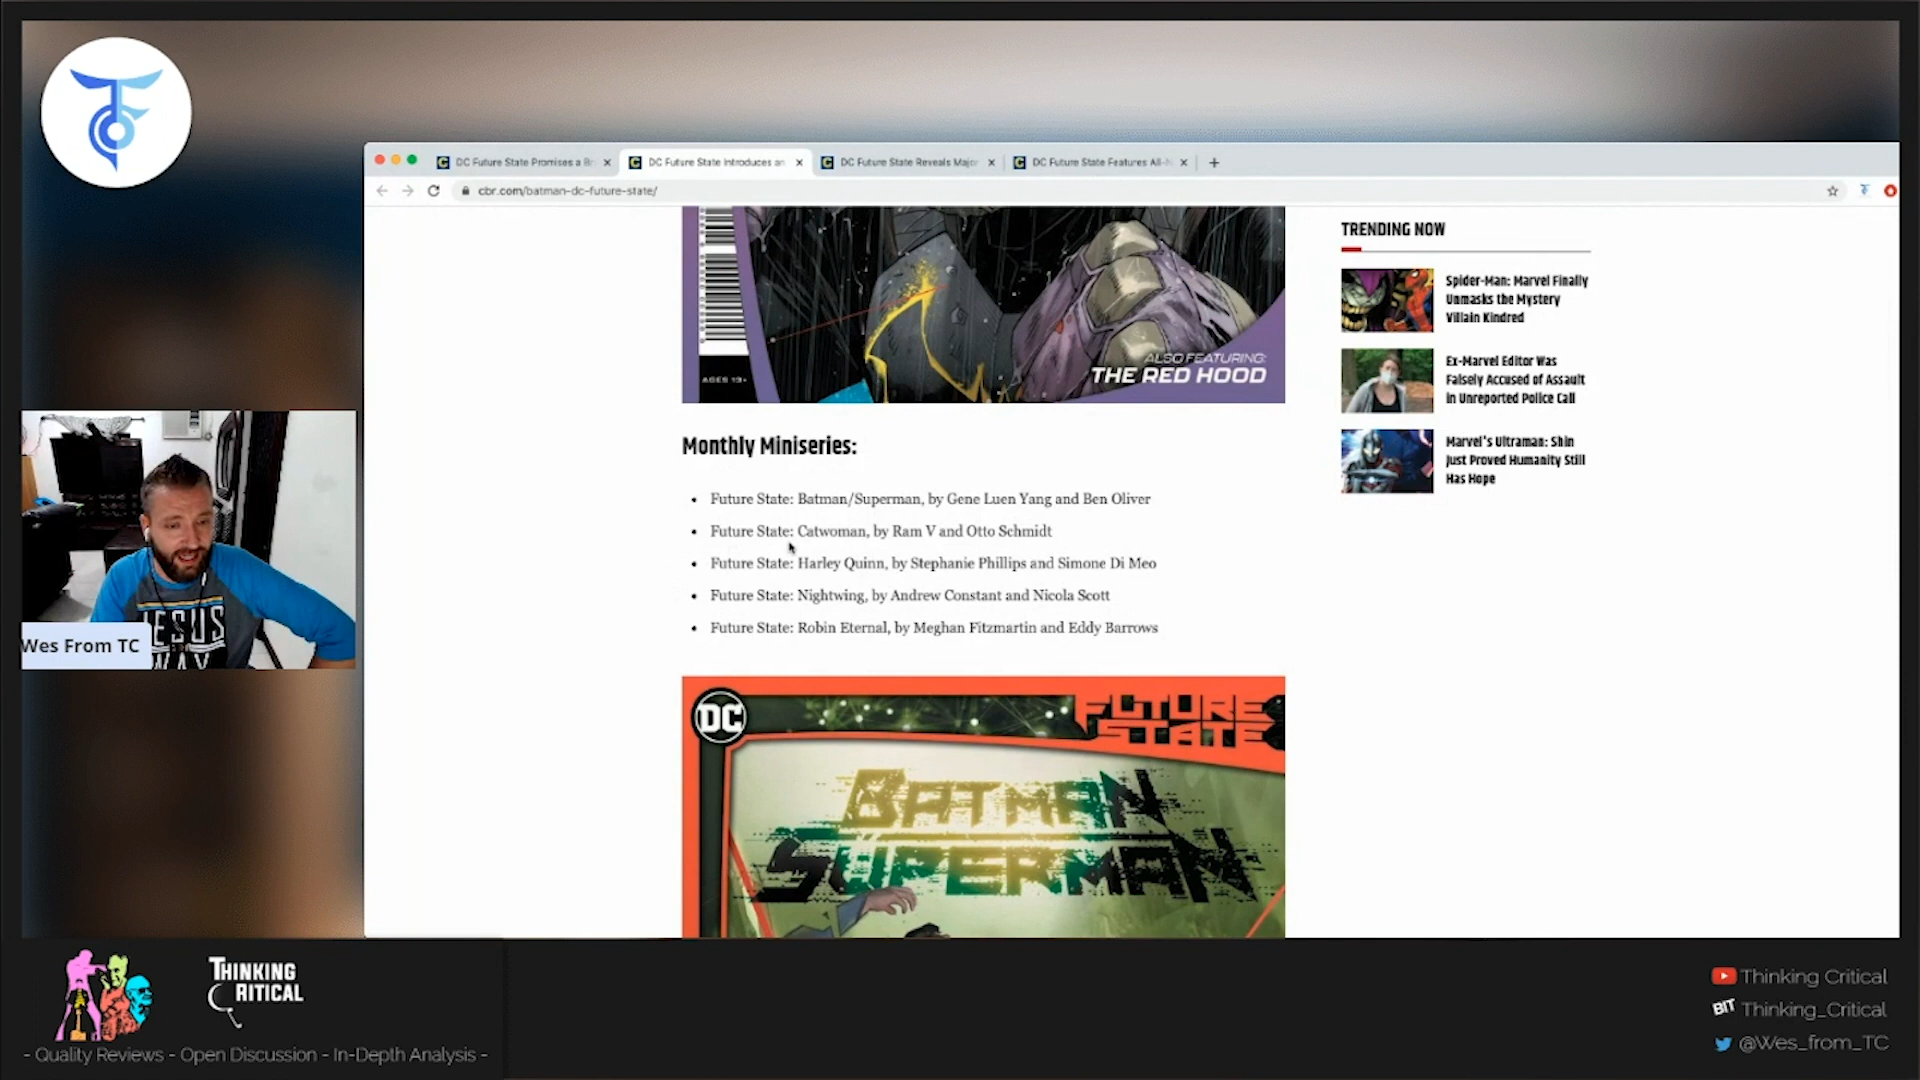 DC Future State Promises a B
DC Future State Introduces an
DC Future State Reveals Major
DC Future State Features All-
cbr.com/batman-dc-future-state/
AGES 13+
ALSO FEATURING:
THE RED HOOD
TRENDING NOW
Spider-Man: Marvel Finally
Unmasks the Mystery
Villain Kindred
Ex-Marvel Editor Was
Falsely Accused of Assault
in Unreported Police Call
Marvel's Ultraman: Shin
Just Proved Humanity Still
Has Hope
Monthly Miniseries:
• Future State: Batman/Superman, by Gene Luen Yang and Ben Oliver
• Future State: Catwoman, by Ram V and Otto Schmidt
• Future State: Harley Quinn, by Stephanie Phillips and Simone Di Meo
• Future State: Nightwing, by Andrew Constant and Nicola Scott
• Future State: Robin Eternal, by Meghan Fitzmartin and Eddy Barrows
DC
FUTURE
STATE
BATMAN
SUPERMAN
JESUS
WAY
Wes From TC
THINKING
CRITICAL
- Quality Reviews - Open Discussion - In-Depth Analysis -
Thinking Critical
BIT Thinking_Critical
@Wes_from_TC